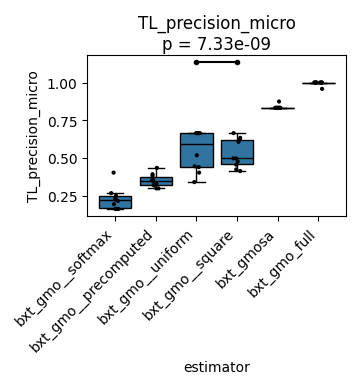 TL_precision_micro
p = 7.33e-09
TL_precision_micro
1.00
0.75
0.50
0.25
bxt_gmo__softmax
bxt_gmo__precomputed
bxt_gmo__uniform
bxt_gmo__square
bxt_gmosa
bxt_gmo_full
estimator